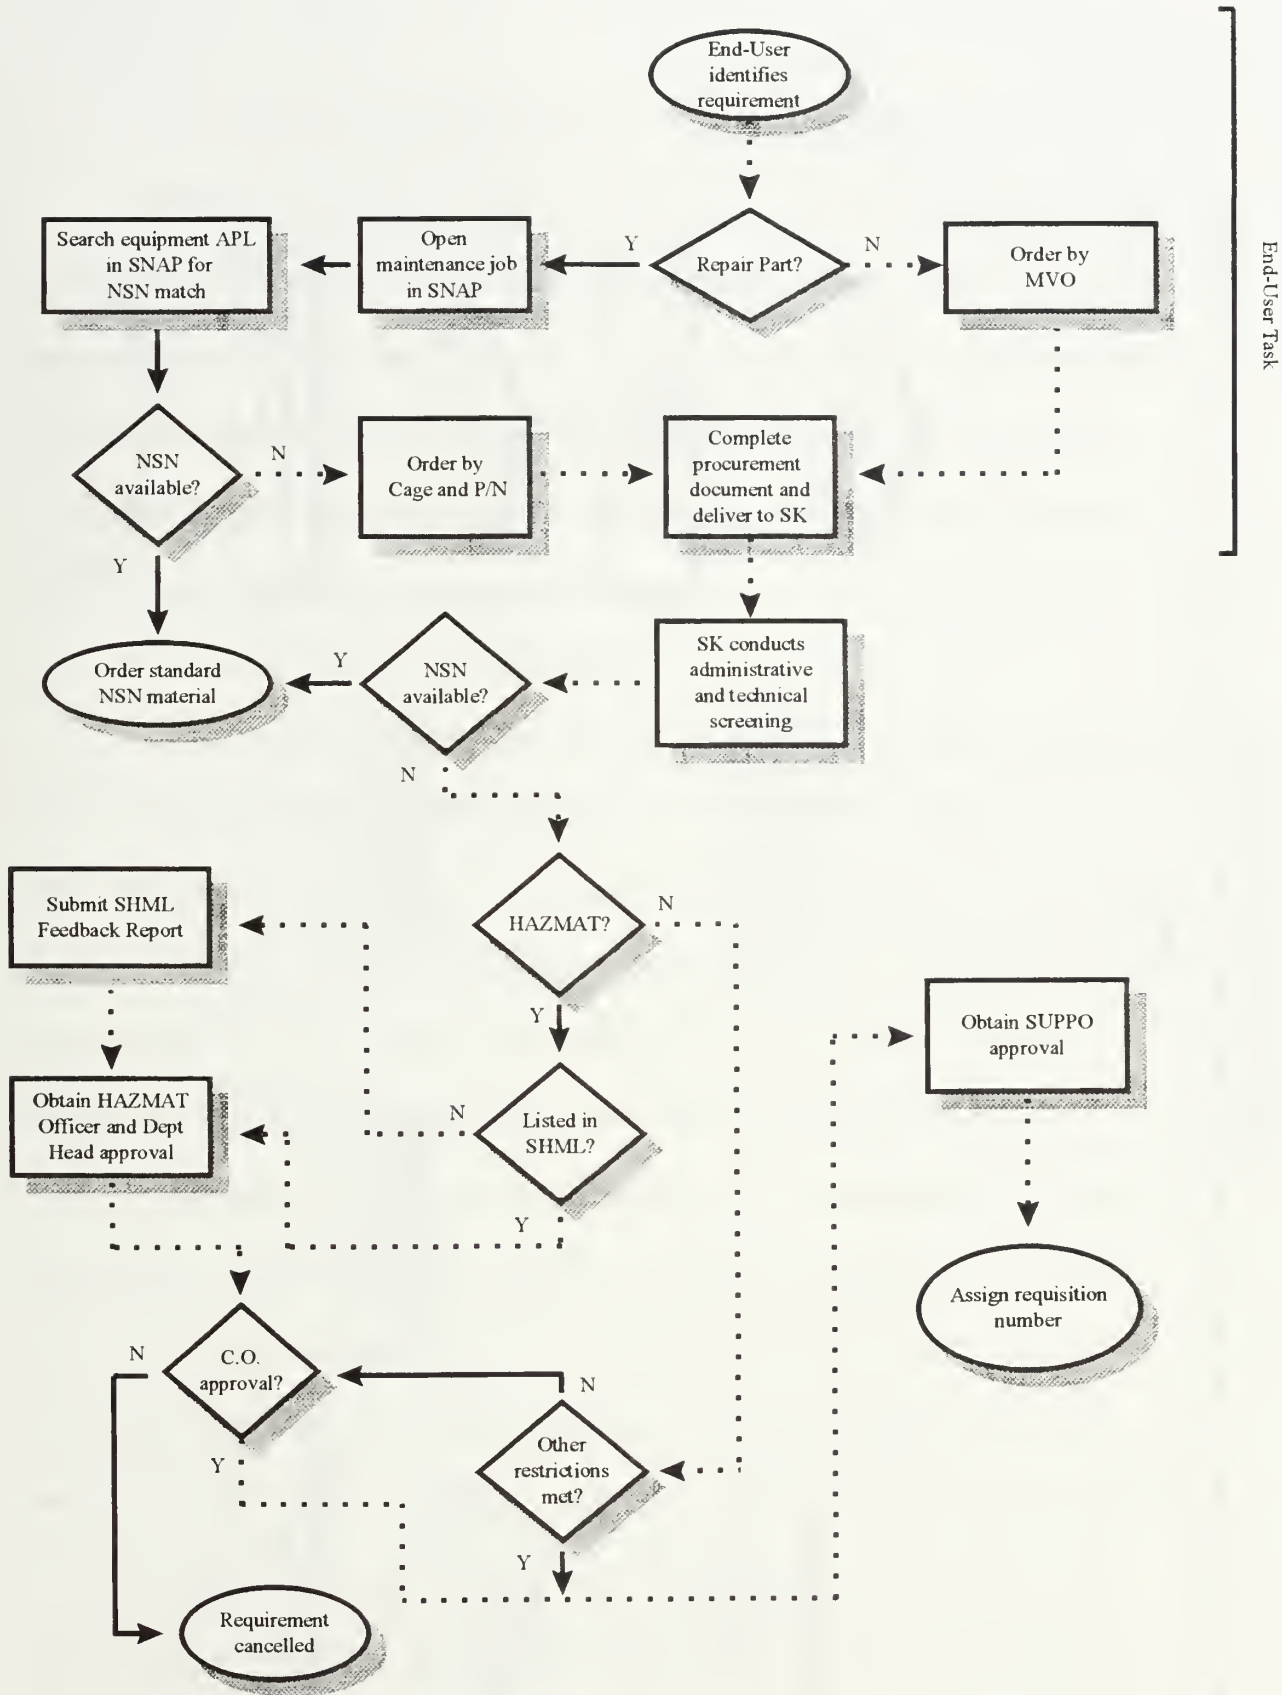 End-User
identifies
requirement
Search equipment APL
in SNAP for
NSN match
Open
maintenance job
in SNAP
Y
Repair Part?
N
Order by
MVO
End-User Task
NSN
available?
N
Order by
Cage and P/N
Complete
procurement
document and
deliver to SK
Y
Order standard
NSN material
Y
NSN
available?
SK conducts
administrative
and technical
screening
N
Submit SHML
Feedback Report
HAZMAT?
N
Y
Obtain SUPPO
approval
Obtain HAZMAT
Officer and Dept
Head approval
N
Listed in
SHML?
Y
Assign requisition
number
N
C.O.
approval?
N
Y
Other
restrictions
met?
Y
Requirement
cancelled